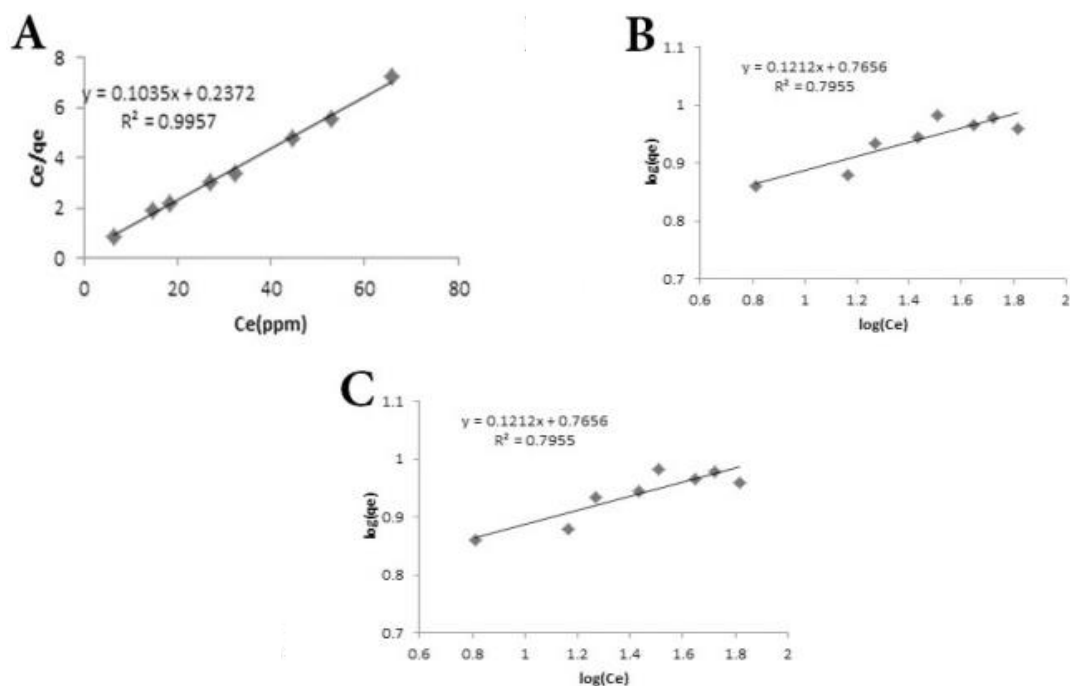 A
Ce/qe
8
6
4
2
0
y = 0.1035x + 0.2372
R² = 0.9957
0 20 40 60 80
Ce(ppm)
B
log(qe)
1.1
1
0.9
0.8
0.7
y = 0.1212x + 0.7656
R² = 0.7955
0.6 0.8 1 1.2 1.4 1.6 1.8 2
log(Ce)
C
log(qe)
1.1
1
0.9
0.8
0.7
y = 0.1212x + 0.7656
R² = 0.7955
0.6 0.8 1 1.2 1.4 1.6 1.8 2
log(Ce)